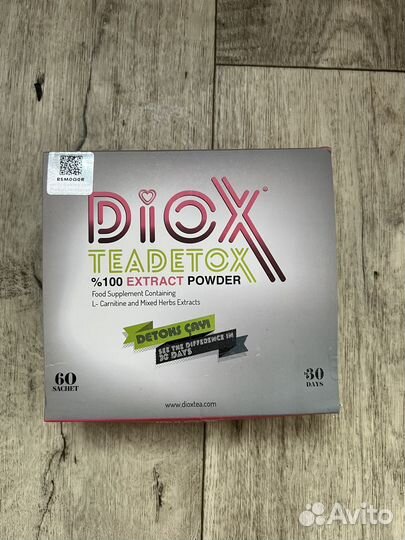 RSM0O0R
DioX
TEADETOX
%100 EXTRACT POWDER
Food Supplement Containing
L- Carnitine and Mixed Herbs Extracts
DETOKS ÇAYI
SEE THE DIFFERENCE IN
30 DAYS
60
SACHET
30
DAYS
www.dioxtea.com
Avito